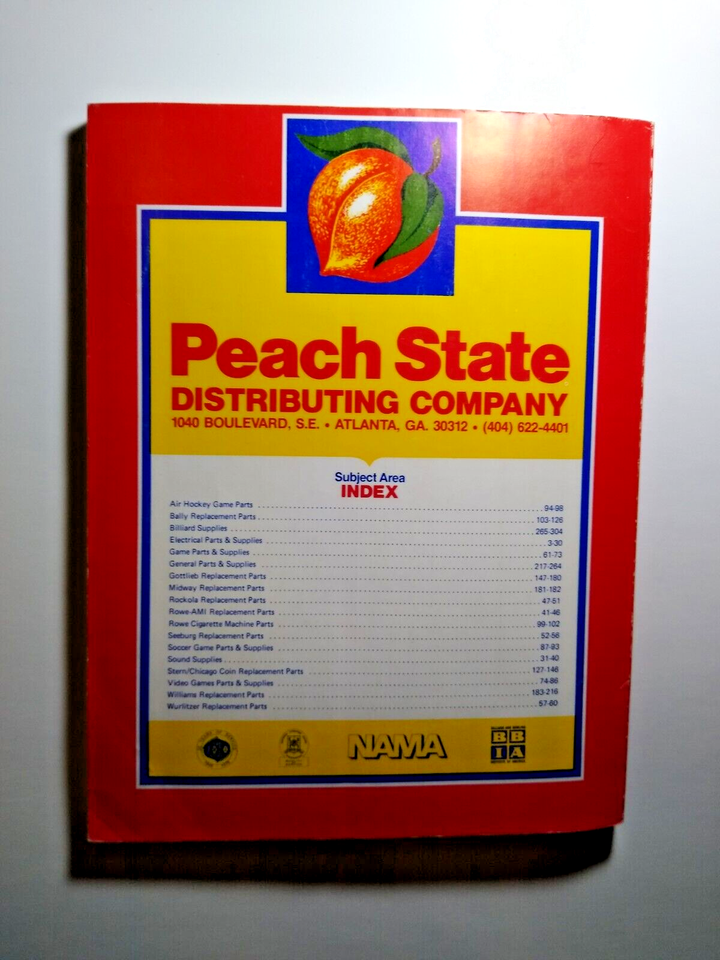 Peach State
DISTRIBUTING COMPANY
1040 BOULEVARD, S.E. • ATLANTA, GA. 30312 • (404) 622-4401
Subject Area
INDEX
Air Hockey Game Parts 94-98
Bally Replacement Parts 103-126
Billiard Supplies 265-304
Electrical Parts & Supplies 3-30
Game Parts & Supplies 61-73
General Parts & Supplies 217-264
Gottlieb Replacement Parts 147-180
Midway Replacement Parts 181-182
Rockola Replacement Parts 47-51
Rowe-AMI Replacement Parts 41-46
Rowe Cigarette Machine Parts 99-102
Seeburg Replacement Parts 52-56
Soccer Game Parts & Supplies 87-93
Sound Supplies 31-40
Stern/Chicago Coin Replacement Parts 127-146
Video Games Parts & Supplies 74-86
Williams Replacement Parts 183-216
Wurlitzer Replacement Parts 57-60
NAMA
BB
IA